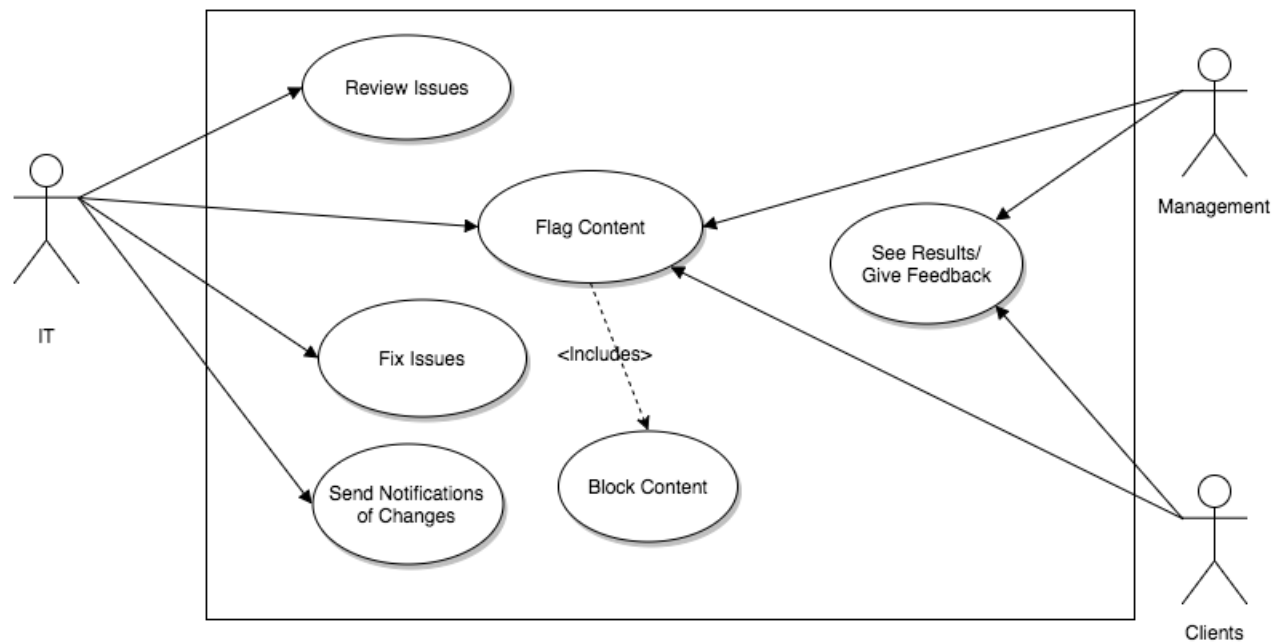 Review Issues
Management
Flag Content
See Results/
Give Feedback
IT
Fix Issues
<Includes>
Send Notifications
of Changes
Block Content
Clients